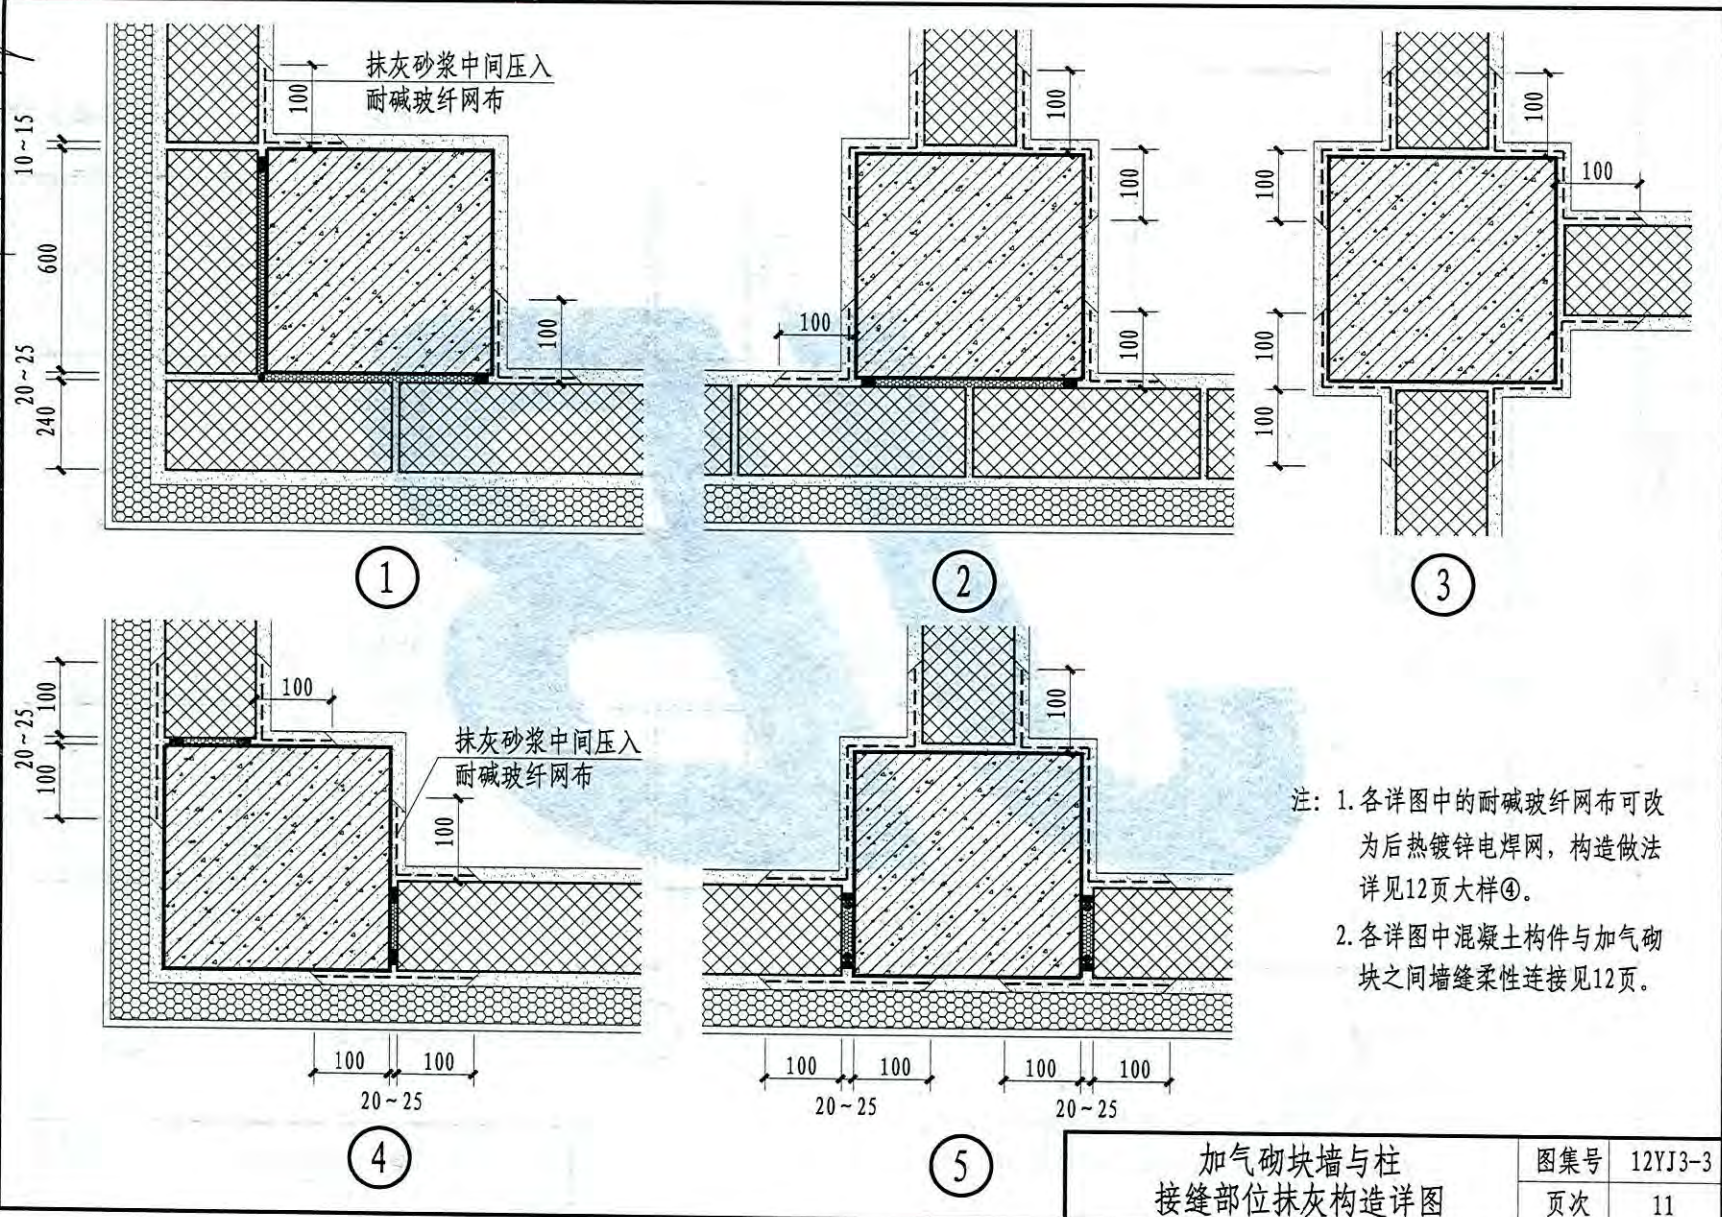 抹灰砂浆中间压入
耐碱玻纤网布
100
10~15
600
20~25
240
100
①
100
100
100
100
②
100
100
100
100
100
③
100
20~25
100
100
抹灰砂浆中间压入
耐碱玻纤网布
100
100
100
20~25
④
100
100
100
20~25
100
100
20~25
⑤
注: 1.各详图中的耐碱玻纤网布可改
为后热镀锌电焊网，构造做法
详见12页大样④。
2.各详图中混凝土构件与加气砌
块之间墙缝柔性连接见12页。
加气砌块墙与柱
接缝部位抹灰构造详图
图集号 12YJ3-3
页次 11